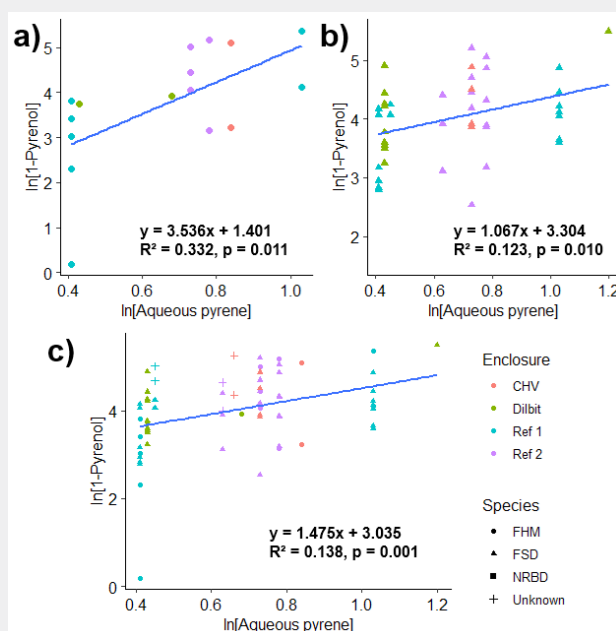 a)
ln[1-Pyrenol]
5
4
3
2
1
0
y = 3.536x + 1.401
R² = 0.332, p = 0.011
0.4 0.6 0.8 1.0
ln[Aqueous pyrene]
b)
ln[1-Pyrenol]
5
4
3
2
y = 1.067x + 3.304
R² = 0.123, p = 0.010
0.4 0.6 0.8 1.0 1.2
ln[Aqueous pyrene]
c)
ln[1-Pyrenol]
4
2
0
y = 1.475x + 3.035
R² = 0.138, p = 0.001
0.4 0.6 0.8 1.0 1.2
ln[Aqueous pyrene]
Enclosure
CHV
Dilbit
Ref 1
Ref 2
Species
FHM
FSD
NRBD
Unknown